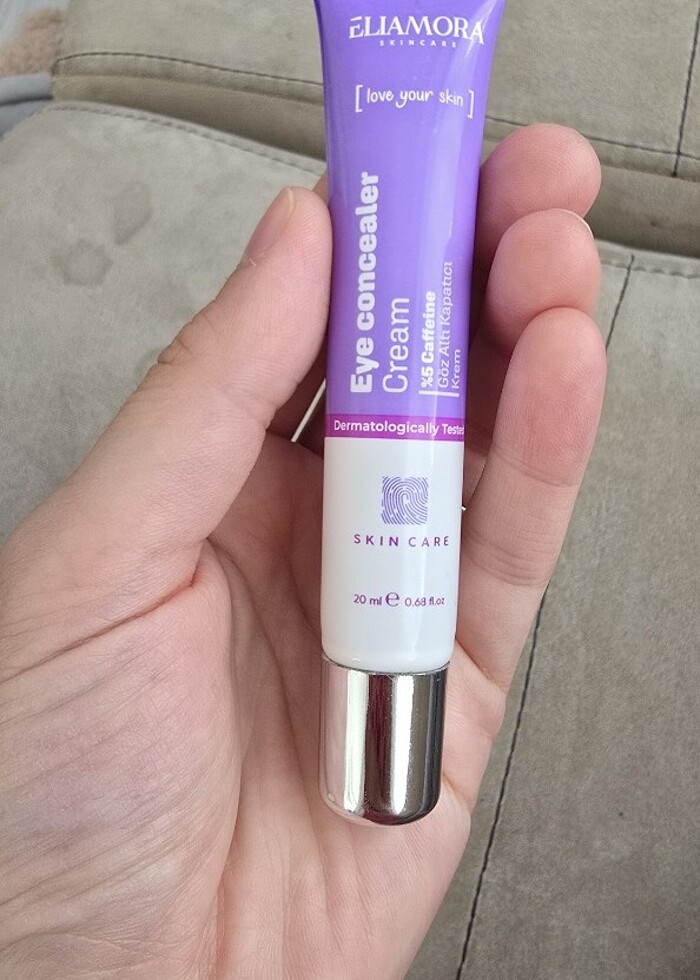 ELIAMORA
SKINCARE
[ love your skin ]
Eye concealer
Cream
%5 Caffeine
Göz Altı Kapatıcı
Krem
Dermatologically Tested
SKIN CARE
20 ml ℮ 0.68 fl.oz